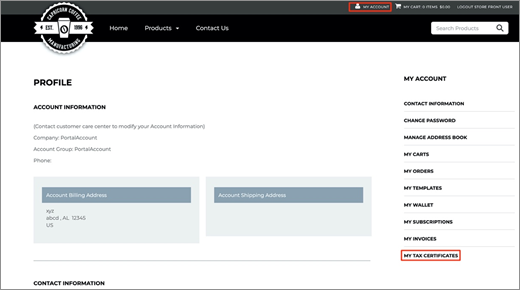 MY ACCOUNT
MY CART, 0 ITEMS $0.00
LOGOUT STORE FRONT USER
CAPRICORN COFFEE
EST. 1996
MANUFACTURING
Home
Products
Contact Us
Search Products
PROFILE
ACCOUNT INFORMATION
(Contact customer care center to modify your Account Information)
Company: PortalAccount
Account Group: PortalAccount
Phone:
Account Billing Address
xyz
abcd , AL 12345
US
Account Shipping Address
CONTACT INFORMATION
MY ACCOUNT
CONTACT INFORMATION
CHANGE PASSWORD
MANAGE ADDRESS BOOK
MY CARTS
MY ORDERS
MY TEMPLATES
MY WALLET
MY SUBSCRIPTIONS
MY INVOICES
MY TAX CERTIFICATES